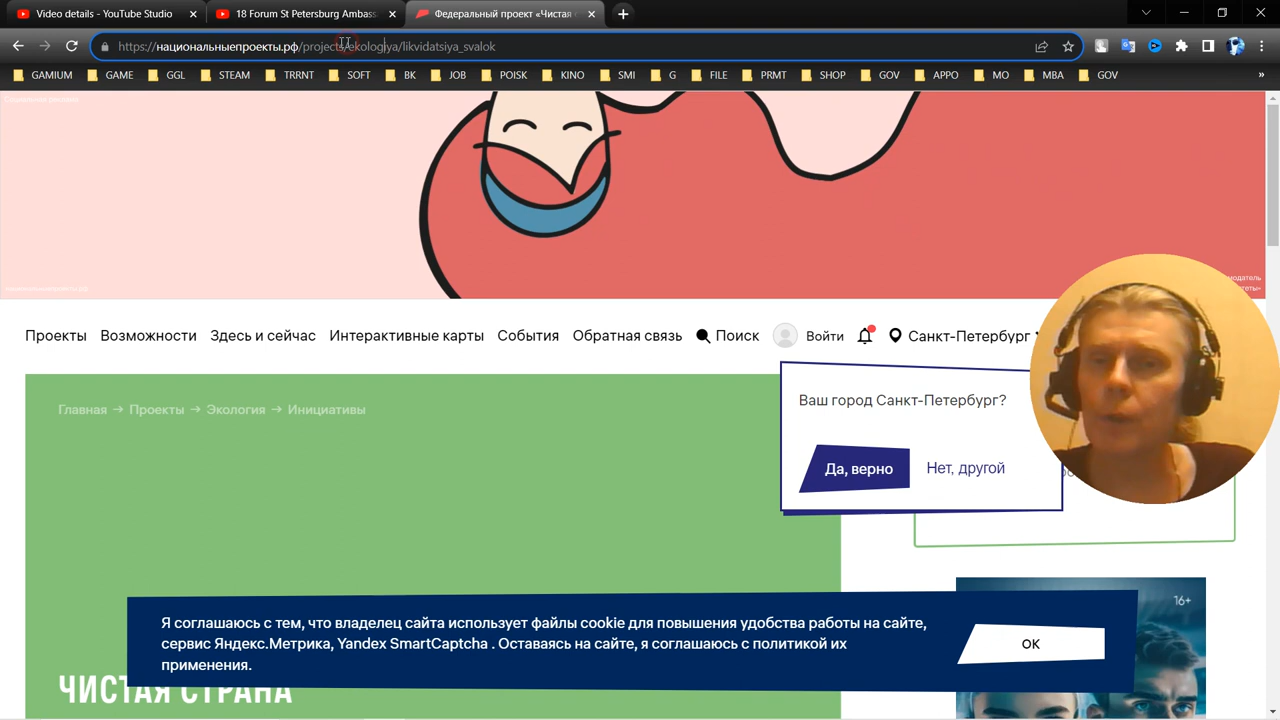 Video details - YouTube Studio
18 Forum St Petersburg Ambass
Федеральный проект «Чистая с
https://национальныепроекты.рф/projects/ekologiya/likvidatsiya_svalok
GAMIUM GAME GGL STEAM TRRNT SOFT BK JOB POISK KINO SMI G FILE PRMT SHOP GOV APPO MO MBA GOV »
национальныепроекты.рф
Проекты Возможности Здесь и сейчас Интерактивные карты События Обратная связь Поиск Войти Санкт-Петербург
Главная → Проекты → Экология → Инициативы
Ваш город Санкт-Петербург?
Да, верно Нет, другой
16+
Я соглашаюсь с тем, что владелец сайта использует файлы cookie для повышения удобства работы на сайте,
сервис Яндекс.Метрика, Yandex SmartCaptcha . Оставаясь на сайте, я соглашаюсь с политикой их
применения.
OK
ЧИСТАЯ СТРАНА